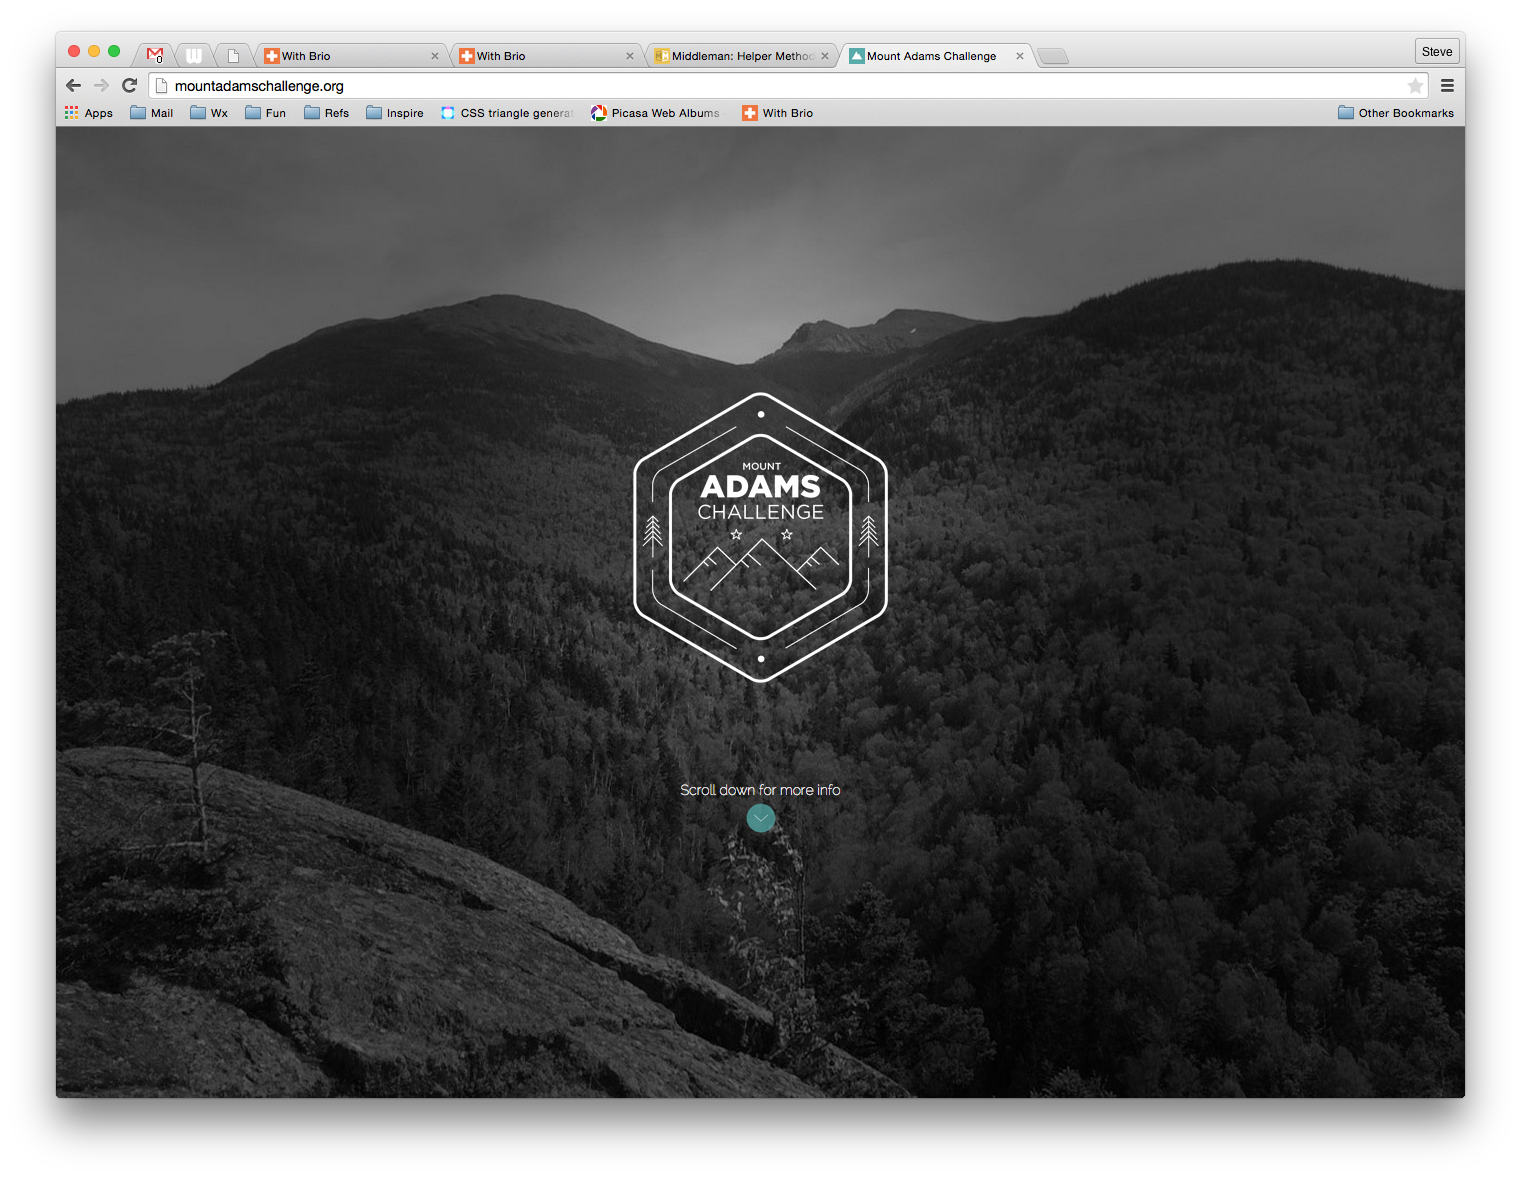 0
With Brio
With Brio
Middleman: Helper Method
Mount Adams Challenge
Steve
mountadamschallenge.org
Apps
Mail
Wx
Fun
Refs
Inspire
CSS triangle generat
Picasa Web Albums
With Brio
Other Bookmarks
MOUNT
ADAMS
CHALLENGE
Scroll down for more info